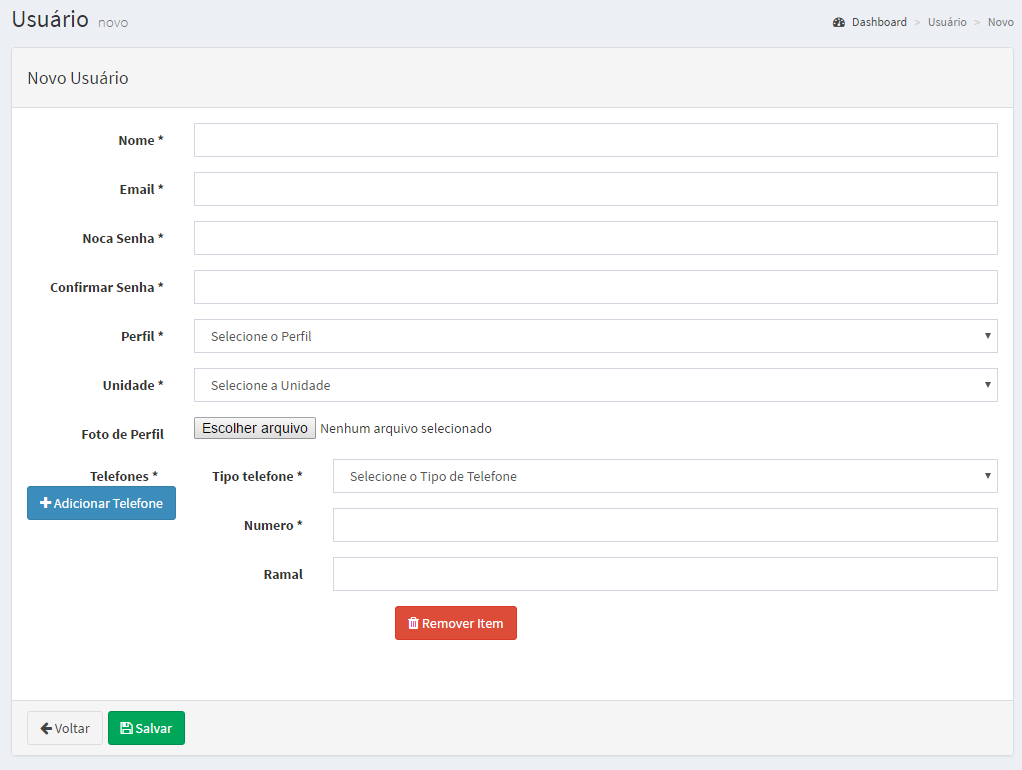 Usuário novo
Dashboard > Usuário > Novo
Novo Usuário
Nome *
Email *
Noca Senha *
Confirmar Senha *
Perfil * Selecione o Perfil
Unidade * Selecione a Unidade
Foto de Perfil Escolher arquivo Nenhum arquivo selecionado
Telefones * Tipo telefone * Selecione o Tipo de Telefone
Adicionar Telefone
Numero *
Ramal
Remover Item
Voltar Salvar